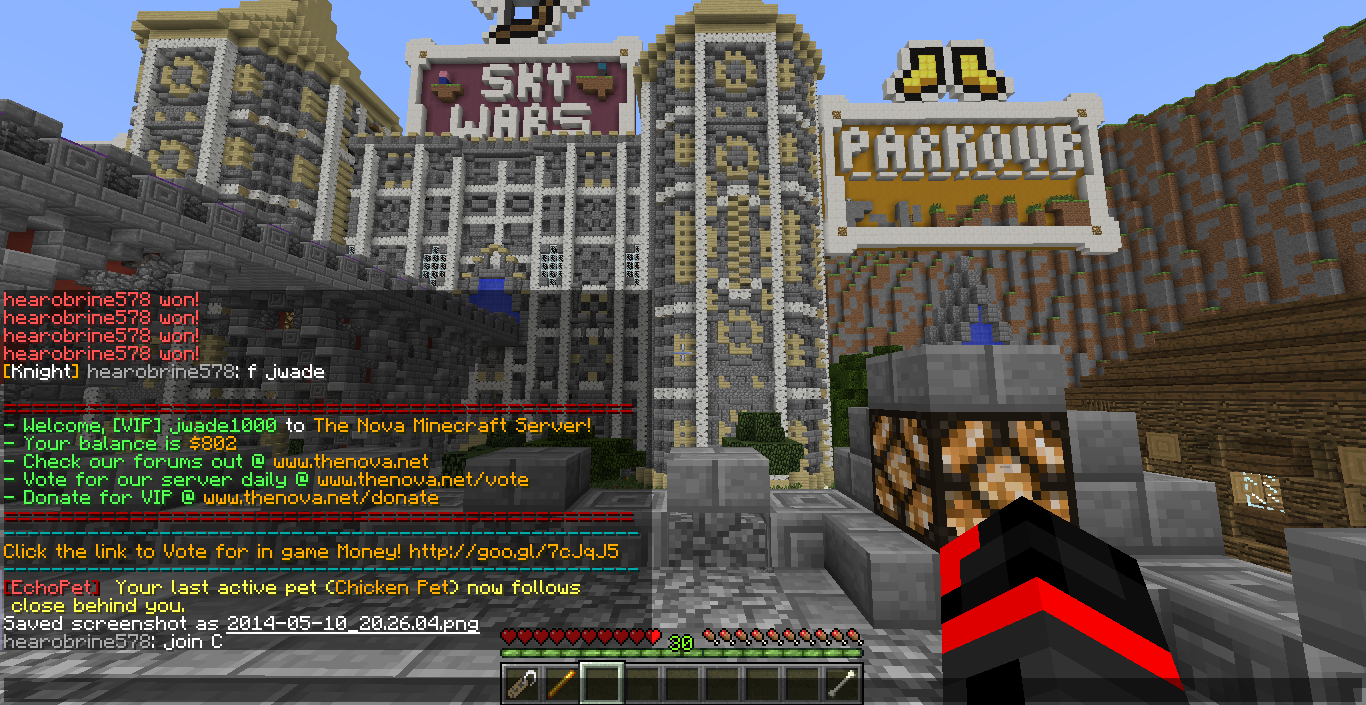 SKY
WARS
PARKOUR
hearobrine578 won!
hearobrine578 won!
hearobrine578 won!
hearobrine578 won!
[Knight] hearobrine578: f jwade
- Welcome, [VIP] jwade1000 to The Nova Minecraft Server!
- Your balance is $802
- Check our forums out @ www.thenova.net
- Vote for our server daily @ www.thenova.net/vote
- Donate for VIP @ www.thenova.net/donate
Click the link to Vote for in game Money! http://goo.gl/7cJqJ5
[EchoPet] Your last active pet (Chicken Pet) now follows
close behind you.
Saved screenshot as 2014-05-10_20.26.04.png
hearobrine578: join C
30